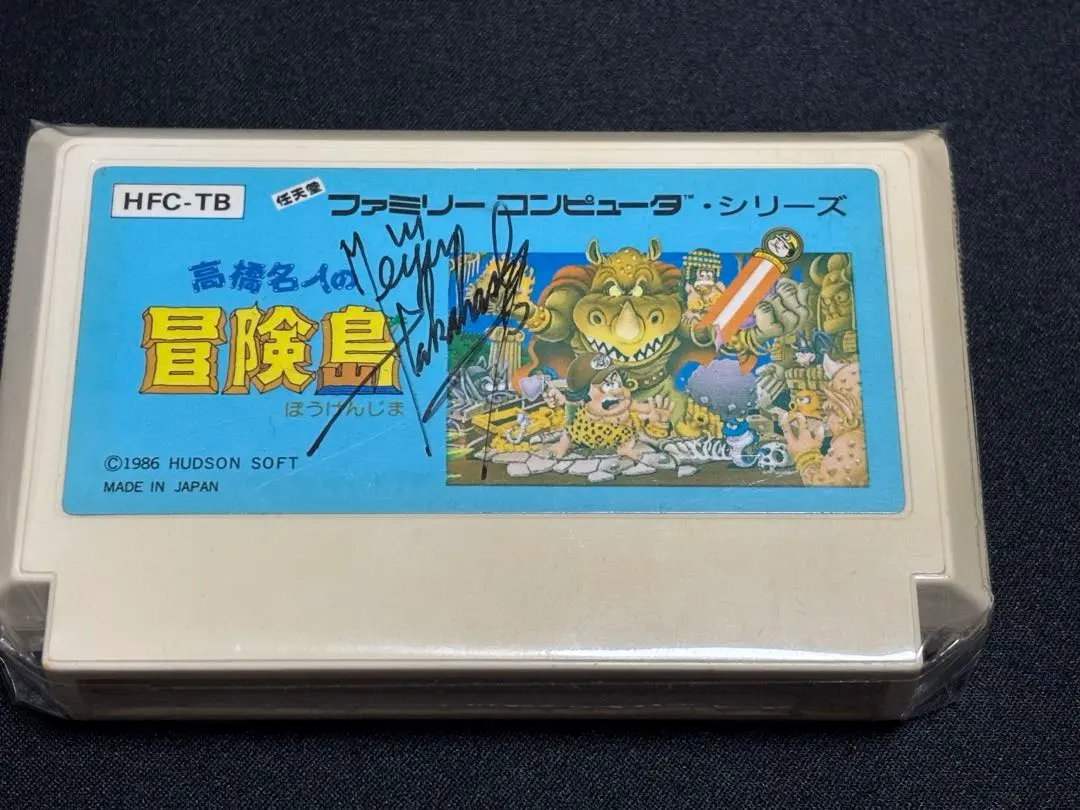 HFC-TB
任天堂
ファミリーコンピュータ™・シリーズ
高橋名人の
冒険島
ぼうけんじま
Meijin
Takahashi
©1986 HUDSON SOFT
MADE IN JAPAN